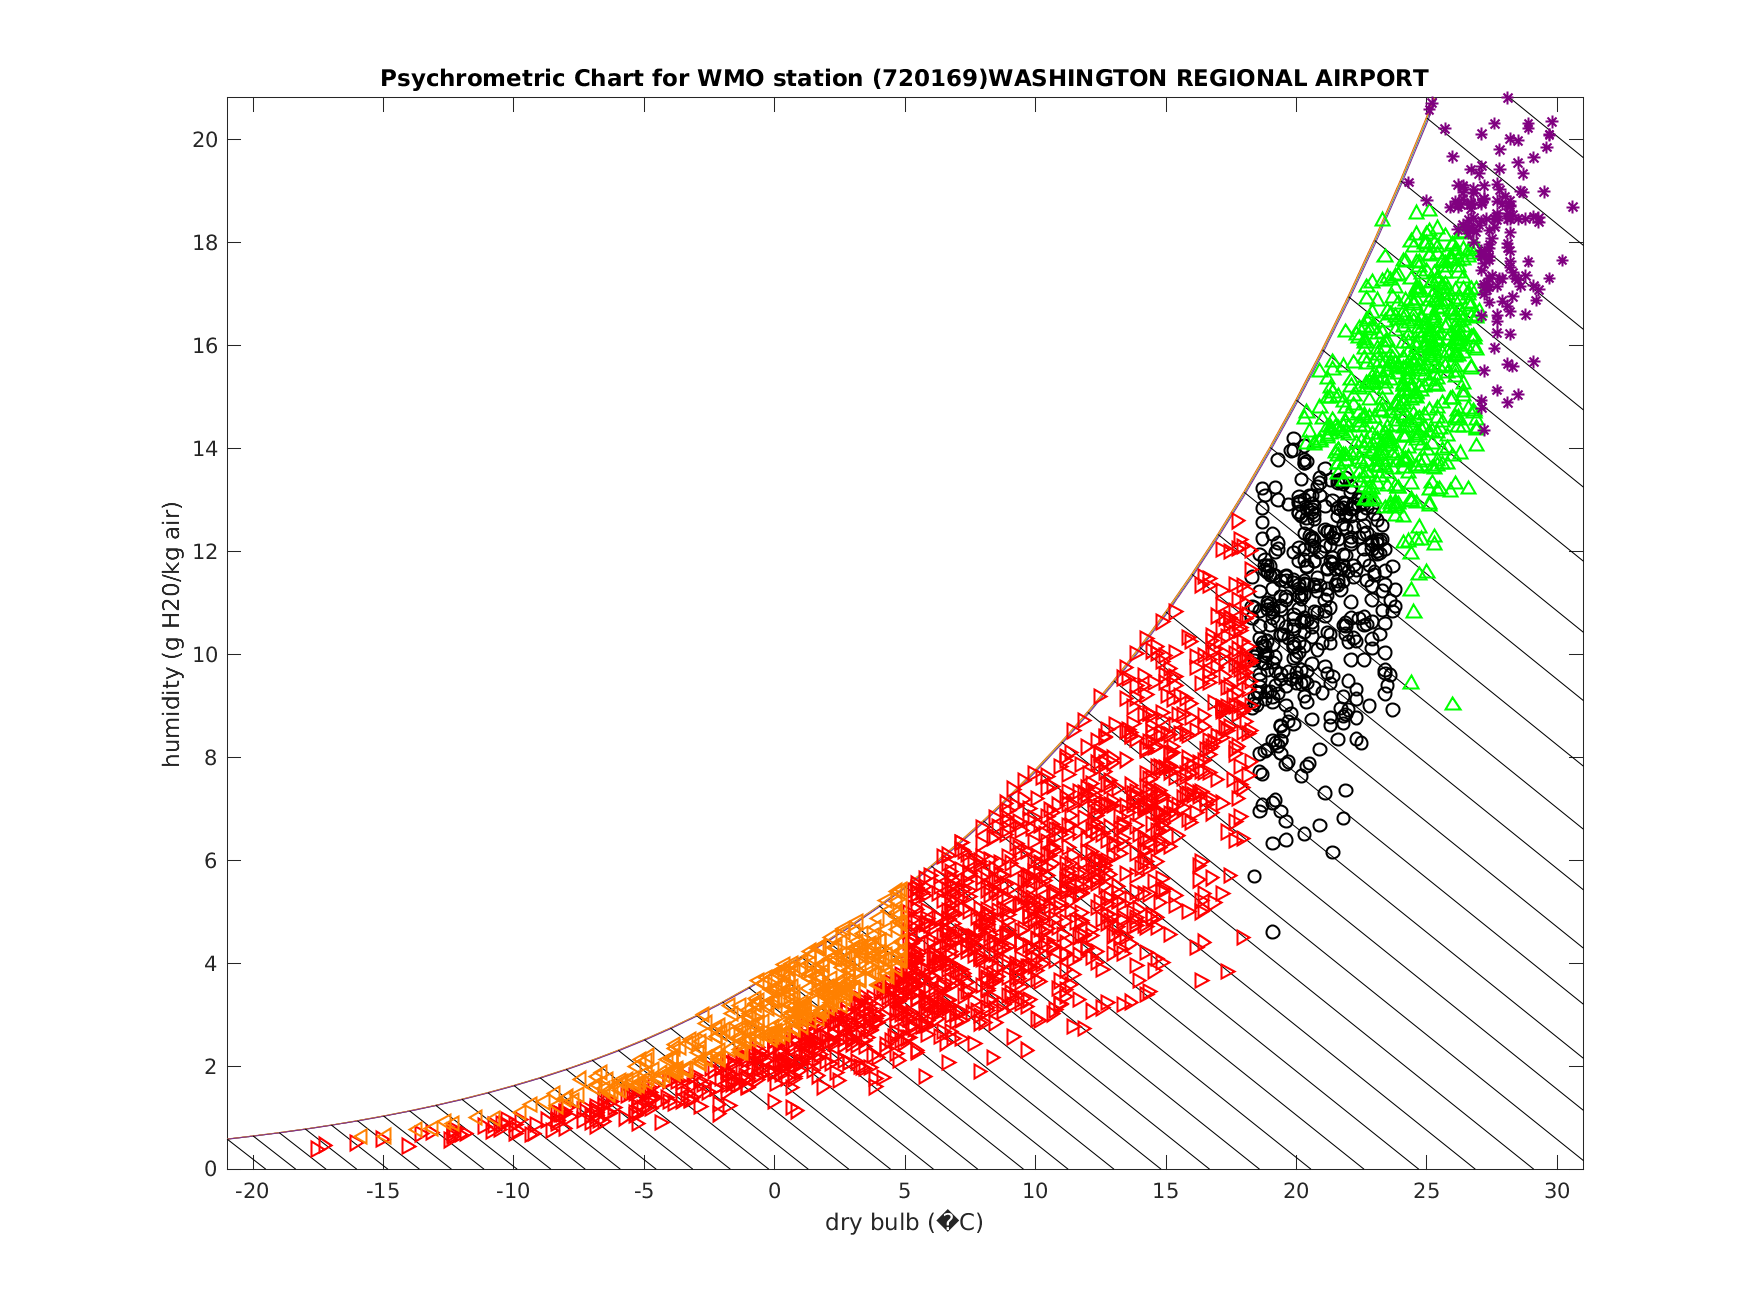 Psychrometric Chart for WMO station (720169)WASHINGTON REGIONAL AIRPORT
20
18
16
14
12
10
8
6
4
2
0
humidity (g H20/kg air)
-20 -15 -10 -5 0 5 10 15 20 25 30
dry bulb (�C)